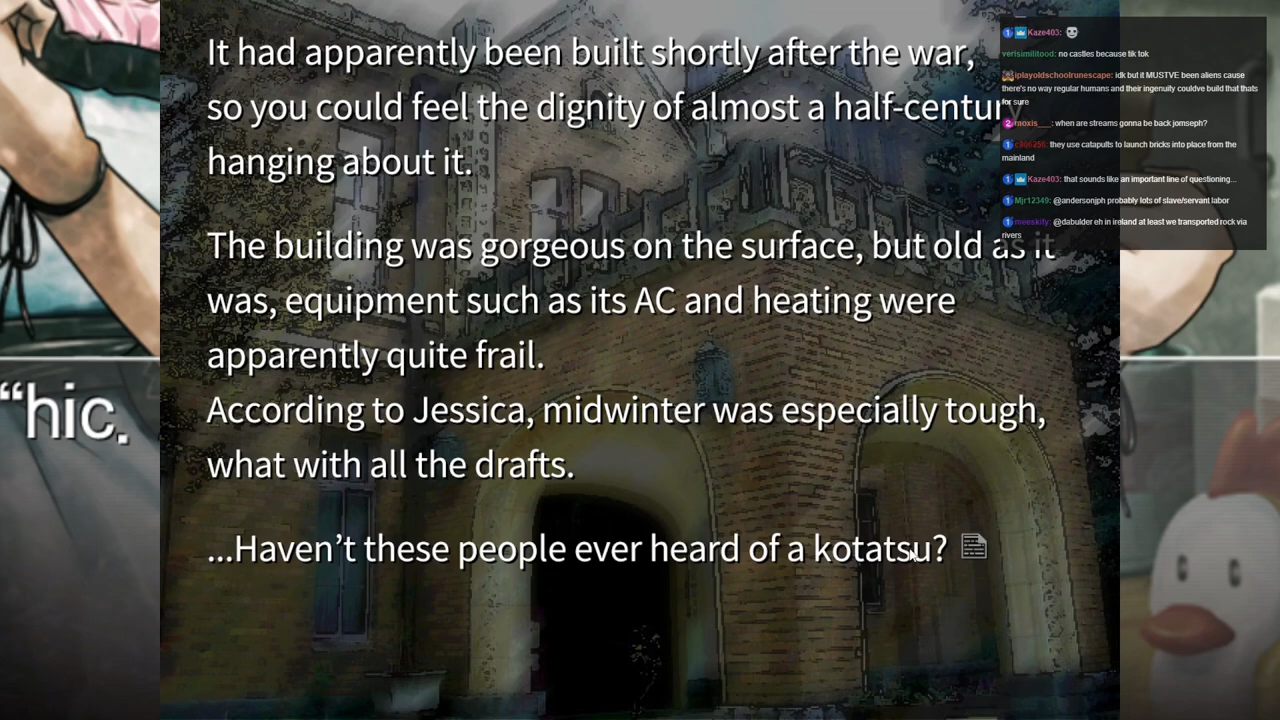 It had apparently been built shortly after the war,
so you could feel the dignity of almost a half-centur
hanging about it.
The building was gorgeous on the surface, but old as it
was, equipment such as its AC and heating were
apparently quite frail.
According to Jessica, midwinter was especially tough,
what with all the drafts.
...Haven’t these people ever heard of a kotatsu?
“hic.
Kaze403:
verisimilitood: no castles because tik tok
iplayoldschoolrunescape: idk but it MUSTVE been aliens cause
there's no way regular humans and their ingenuity couldve build that thats
for sure
moxis___: when are streams gonna be back jomseph?
they use catapults to launch bricks into place from the
mainland
Kaze403: that sounds like an important line of questioning...
Mjr12349: @andersonjph probably lots of slave/servant labor
meeskify: @dabulder eh in ireland at least we transported rock via
rivers